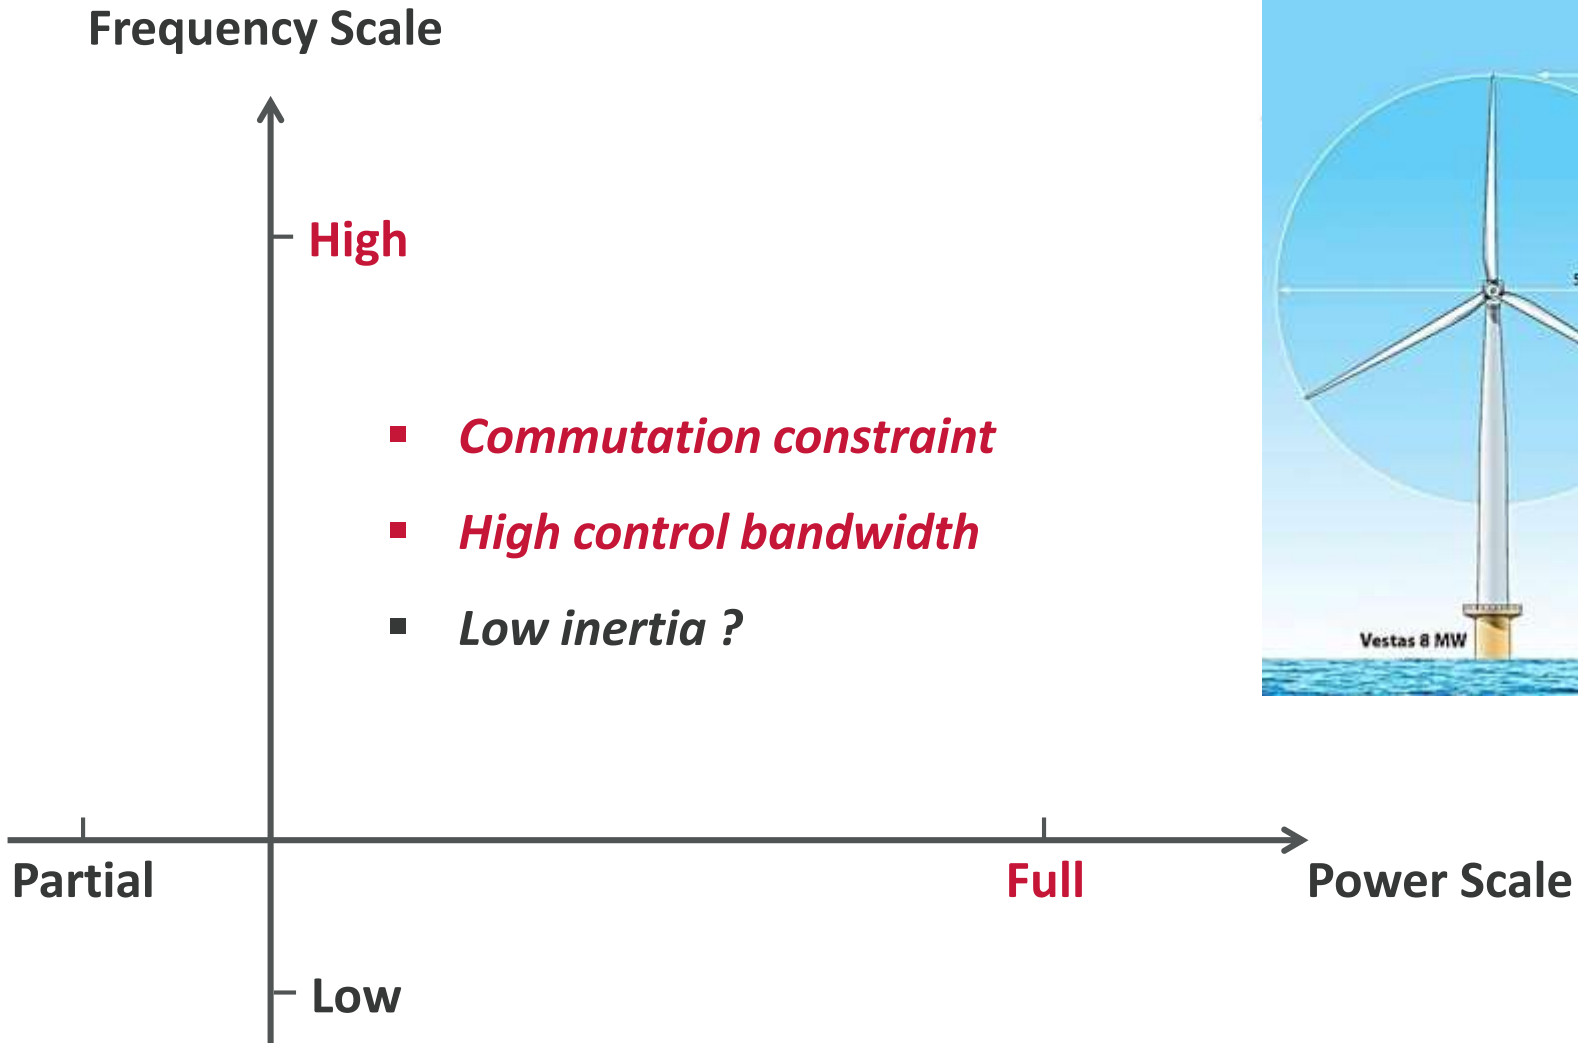 Frequency Scale
High
Commutation constraint
High control bandwidth
Low inertia ?
Vestas 8 MW
Partial
Full
Power Scale
Low